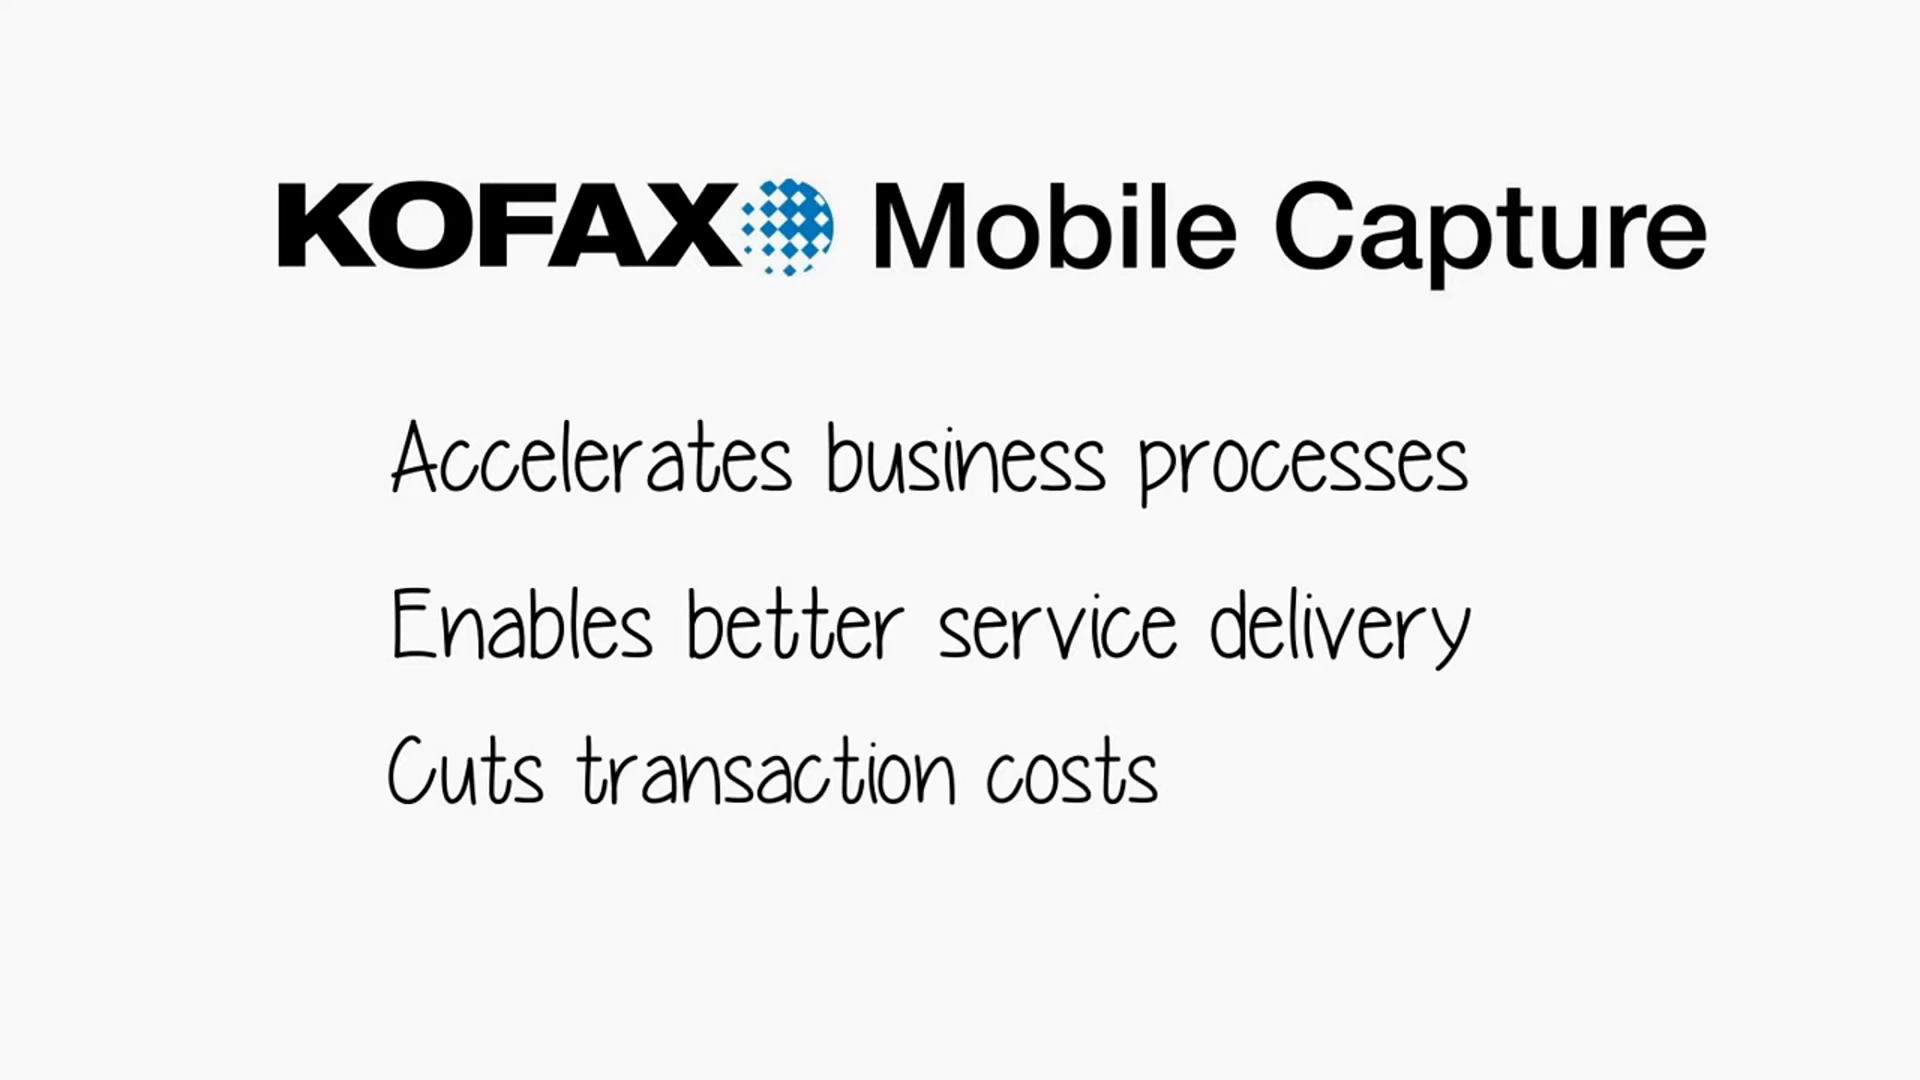 KOFAX Mobile Capture
Accelerates business processes
Enables better service delivery
Cuts transaction costs